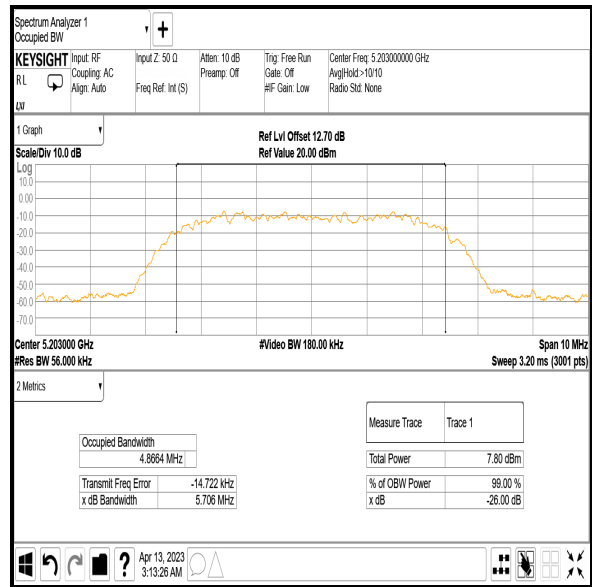 Spectrum Analyzer 1
Occupied BW
KEYSIGHT Input: RF Input Z: 50 Ω Atten: 10 dB Trig: Free Run Center Freq: 5.203000000 GHz
RL Coupling: AC Preamp: Off Gate: Off Avg|Hold:>10/10
Align: Auto Freq Ref: Int (S) #IF Gain: Low Radio Std: None
LXI
1 Graph
Ref Lvl Offset 12.70 dB
Scale/Div 10.0 dB Ref Value 20.00 dBm
Log
10.0
0.00
-10.0
-20.0
-30.0
-40.0
-50.0
-60.0
-70.0
Center 5.203000 GHz #Video BW 180.00 kHz Span 10 MHz
#Res BW 56.000 kHz Sweep 3.20 ms (3001 pts)
2 Metrics
Measure Trace Trace 1
Occupied Bandwidth
4.8664 MHz
Total Power 7.80 dBm
Transmit Freq Error -14.722 kHz % of OBW Power 99.00 %
x dB Bandwidth 5.706 MHz x dB -26.00 dB
? Apr 13, 2023
3:13:26 AM